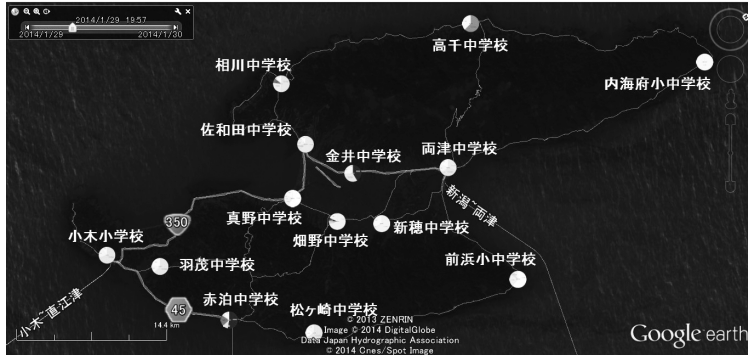 2014/1/29 19:57
2014/1/29 2014/1/30
高千中学校
相川中学校
内海府小中学校
佐和田中学校
金井中学校
両津中学校
新潟~両津
真野中学校
350
畑野中学校
新穂中学校
小木小学校
羽茂中学校
前浜小中学校
小木~直江津
45
赤泊中学校
松ヶ崎中学校
14.4 km
© 2013 ZENRIN
Image © 2014 DigitalGlobe
Data Japan Hydrographic Association
© 2014 Cnes/Spot Image
Google earth